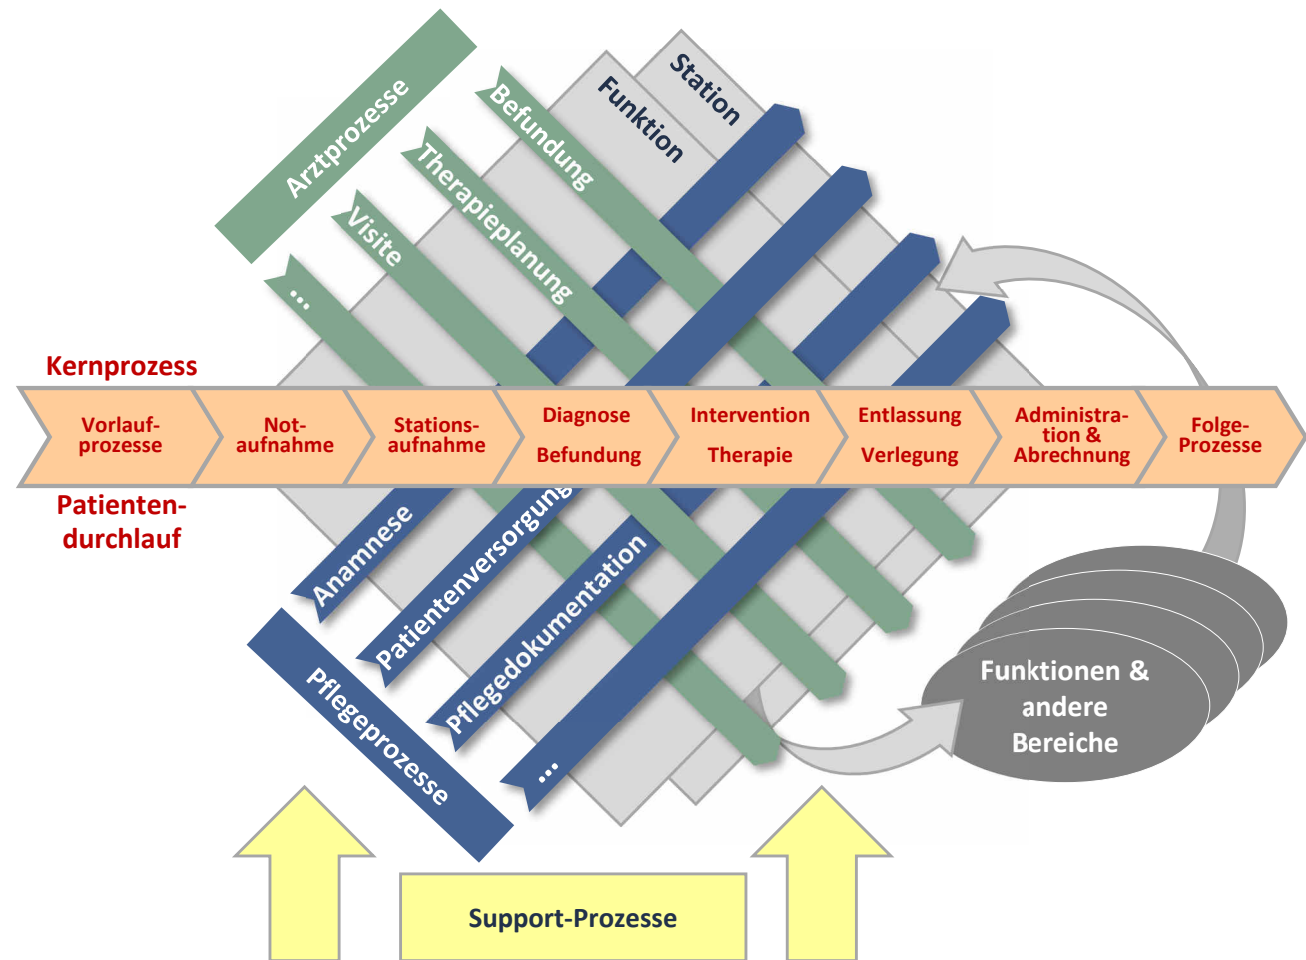 Arztprozesse
Befundung
Therapieplanung
Visite
...
Funktion
Station
Kernprozess
Vorlauf-
prozesse
Not-
aufnahme
Stations-
aufnahme
Diagnose
Befundung
Intervention
Therapie
Entlassung
Verlegung
Administra-
tion &
Abrechnung
Folge-
Prozesse
Patienten-
durchlauf
Anamnese
Patientenversorgung
Pflegedokumentation
...
Pflegeprozesse
Funktionen &
andere
Bereiche
Support-Prozesse